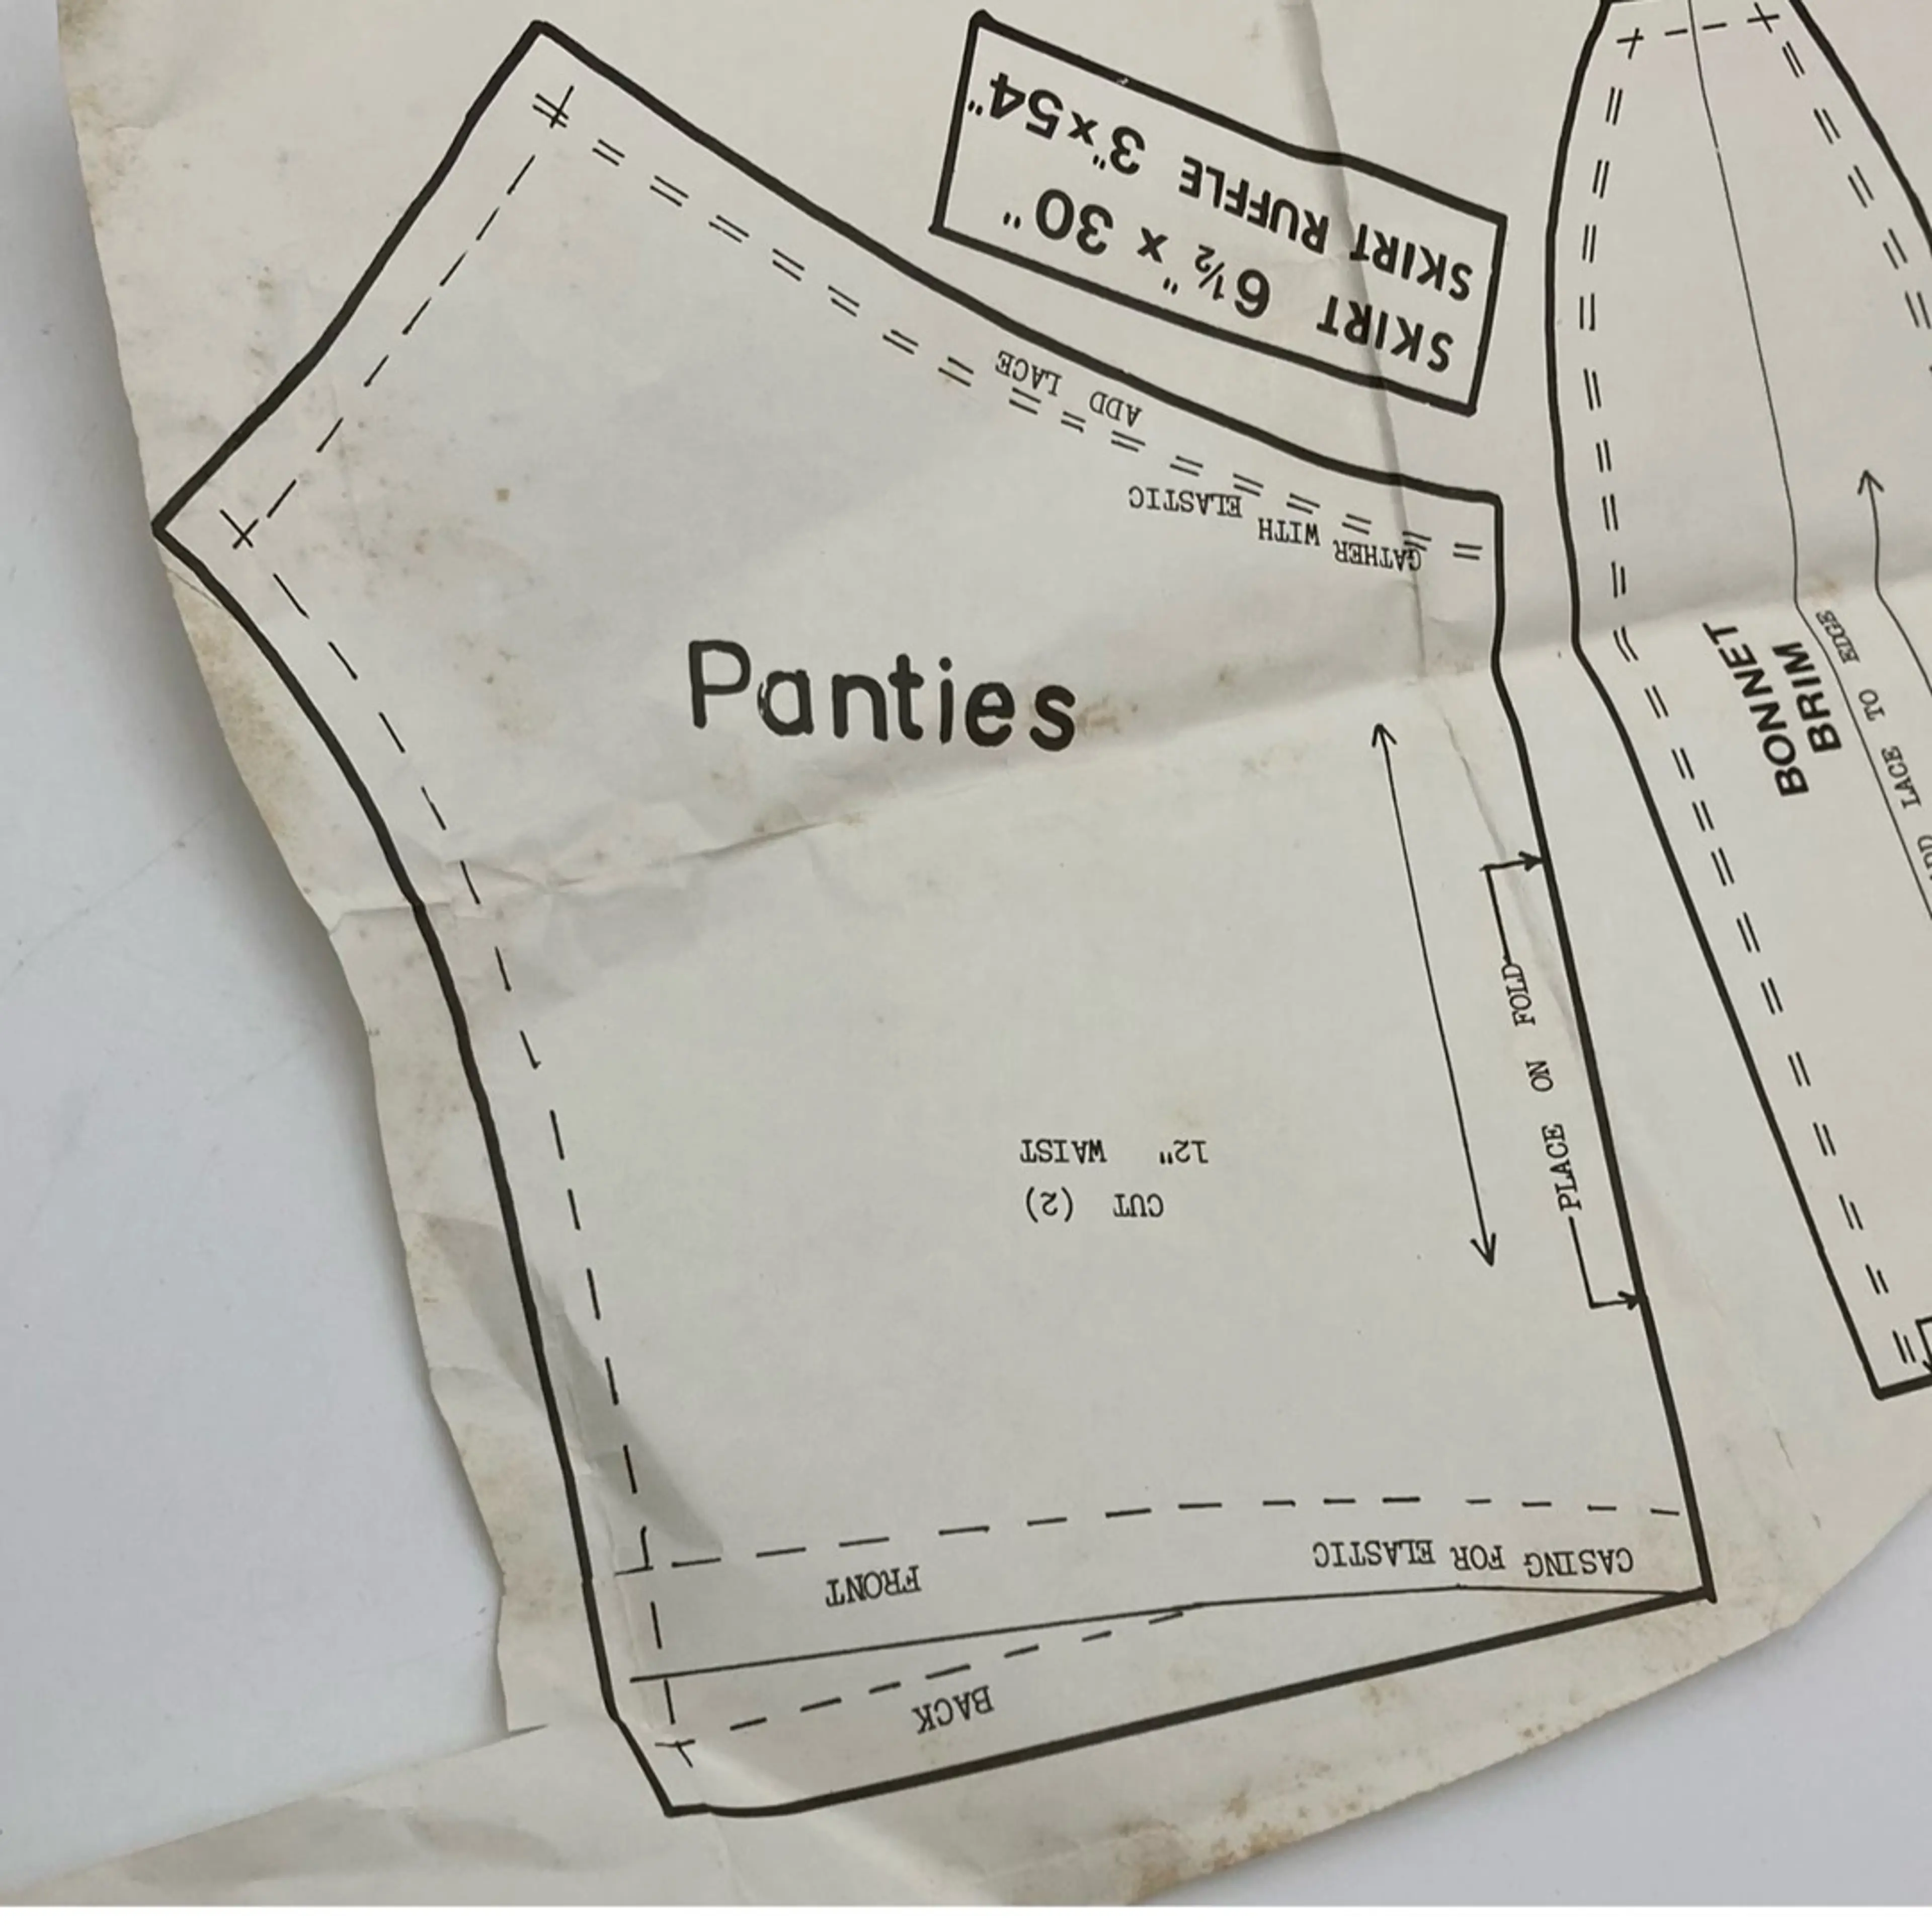 SKIRT 6½" x 30"
SKIRT RUFFLE 3"x54"
ADD LACE
GATHER WITH ELASTIC
Panties
PLACE ON FOLD
CUT (2)
12" WAIST
CASING FOR ELASTIC
FRONT
BACK
BONNET
BRIM
LACE TO EDGE